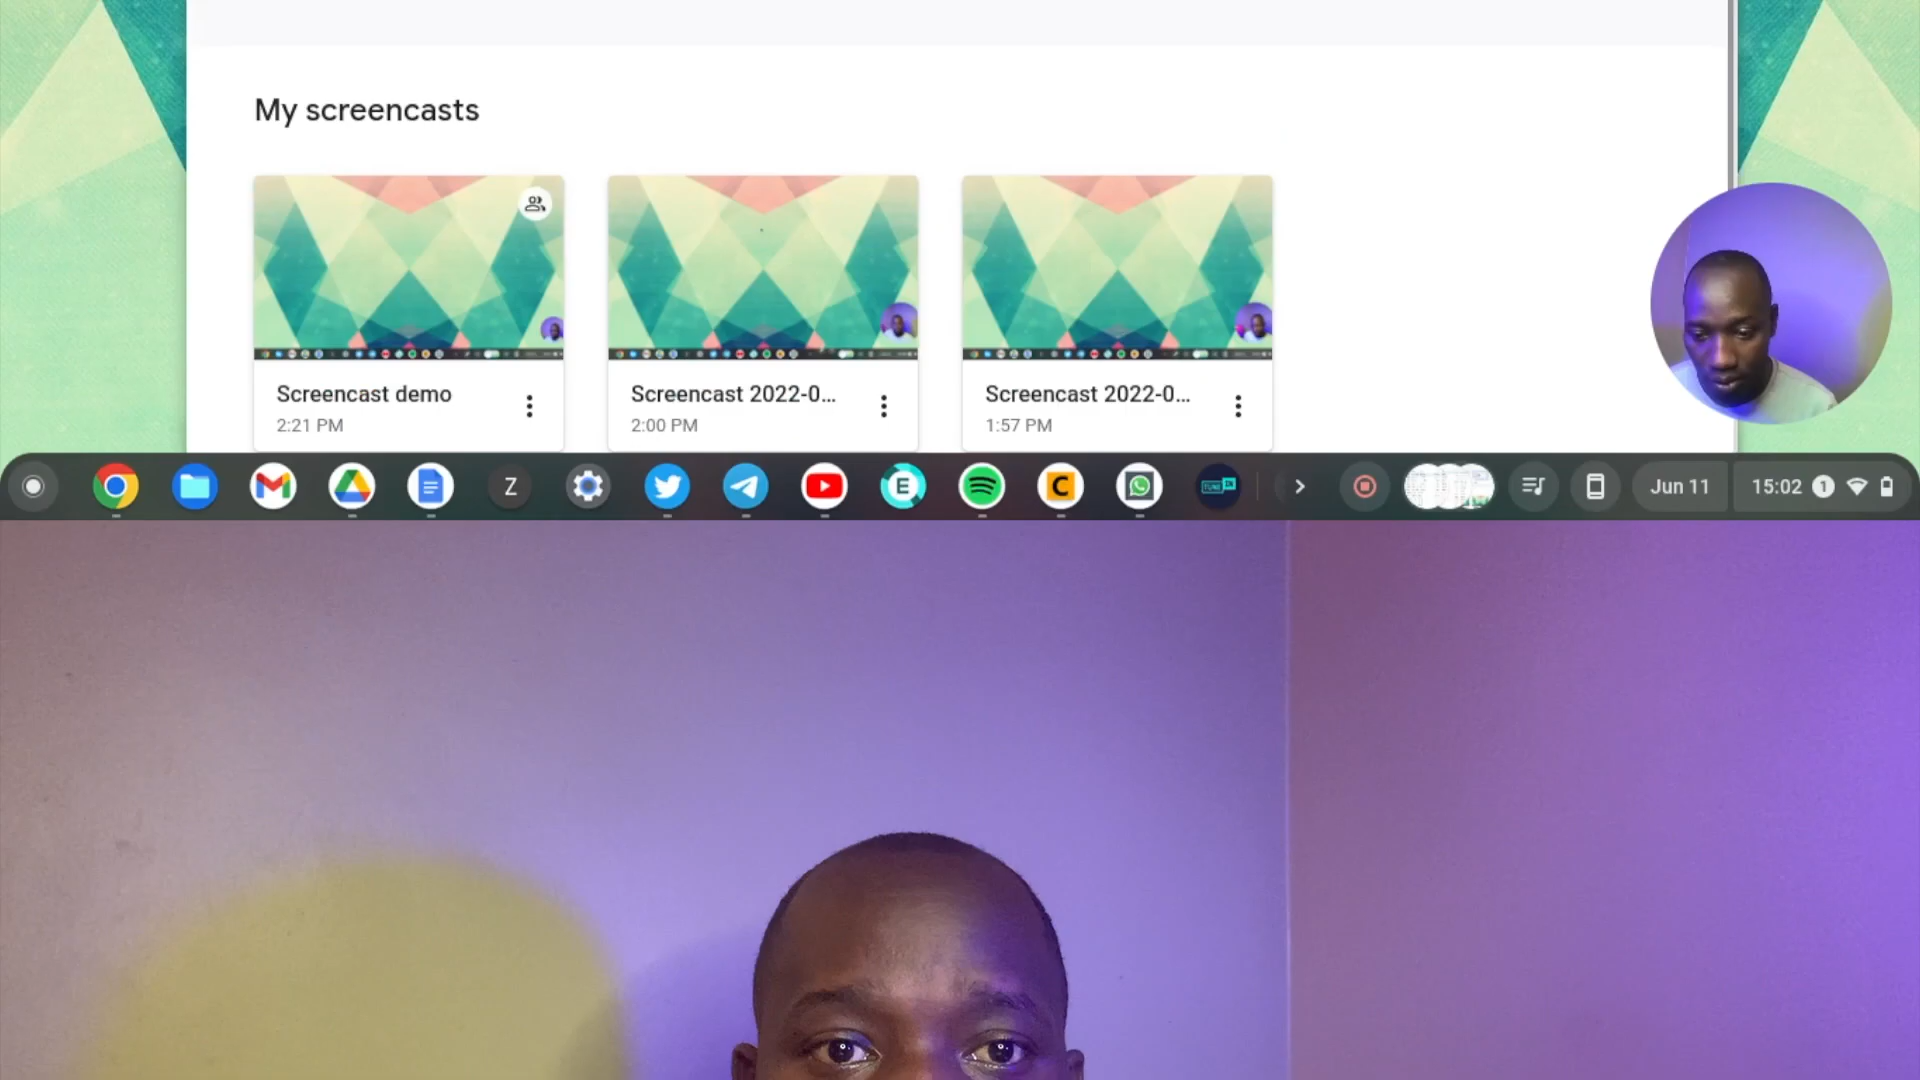 My screencasts
Screencast demo
2:21 PM
Screencast 2022-0...
2:00 PM
Screencast 2022-0...
1:57 PM
Z
E
C
Jun 11
15:02
1